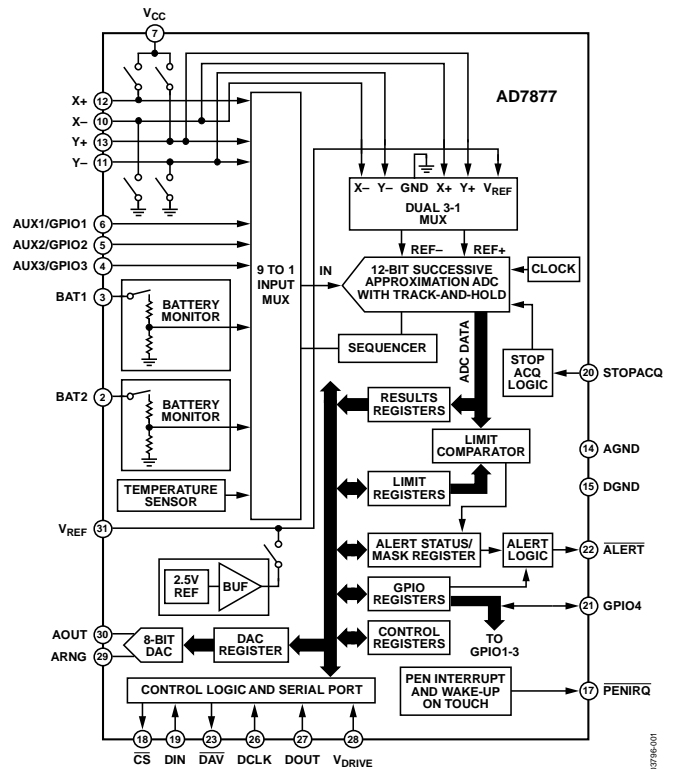 VCC
7
AD7877
X+ 12
X– 10
Y+ 13
Y– 11
X– Y– GND X+ Y+ VREF
DUAL 3-1
MUX
REF– REF+
AUX1/GPIO1 6
AUX2/GPIO2 5
AUX3/GPIO3 4
9 TO 1
INPUT
MUX
IN
12-BIT SUCCESSIVE
APPROXIMATION ADC
WITH TRACK-AND-HOLD
CLOCK
BAT1 3
BATTERY
MONITOR
SEQUENCER
ADC DATA
STOP
ACQ
LOGIC
20 STOPACQ
BAT2 2
BATTERY
MONITOR
RESULTS
REGISTERS
LIMIT
COMPARATOR
14 AGND
LIMIT
REGISTERS
15 DGND
TEMPERATURE
SENSOR
VREF 31
ALERT STATUS/
MASK REGISTER
ALERT
LOGIC
22 ALERT
2.5V
REF
BUF
GPIO
REGISTERS
21 GPIO4
TO
GPIO1-3
AOUT 30
ARNG 29
8-BIT
DAC
DAC
REGISTER
CONTROL
REGISTERS
CONTROL LOGIC AND SERIAL PORT
PEN INTERRUPT
AND WAKE-UP
ON TOUCH
17 PENIRQ
18 19 23 26 27 28
CS DIN DAV DCLK DOUT VDRIVE